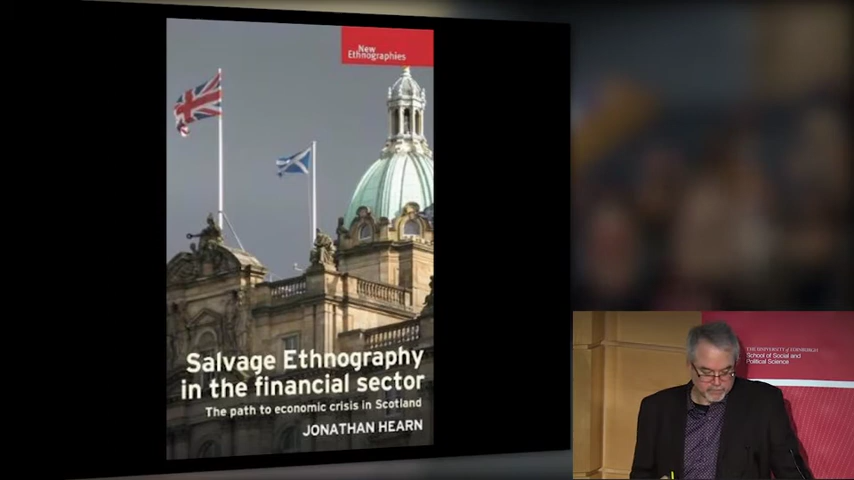 New
Ethnographies
Salvage Ethnography
in the financial sector
The path to economic crisis in Scotland
JONATHAN HEARN
THE UNIVERSITY of EDINBURGH
School of Social and
Political Science